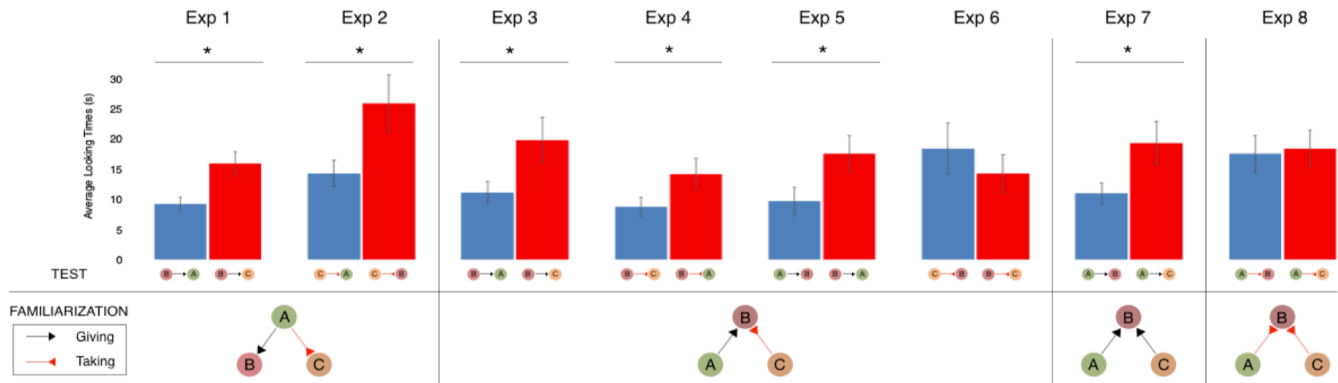 Exp 1 Exp 2 Exp 3 Exp 4 Exp 5 Exp 6 Exp 7 Exp 8
* * * * * *
Average Looking Times (s)
30
25
20
15
10
5
0
TEST B A B C C A C B B A B C B C B A A B B A C B B C A B A C A B A C
FAMILIARIZATION
Giving
Taking
A
B C
B
A C
B
A C
B
A C